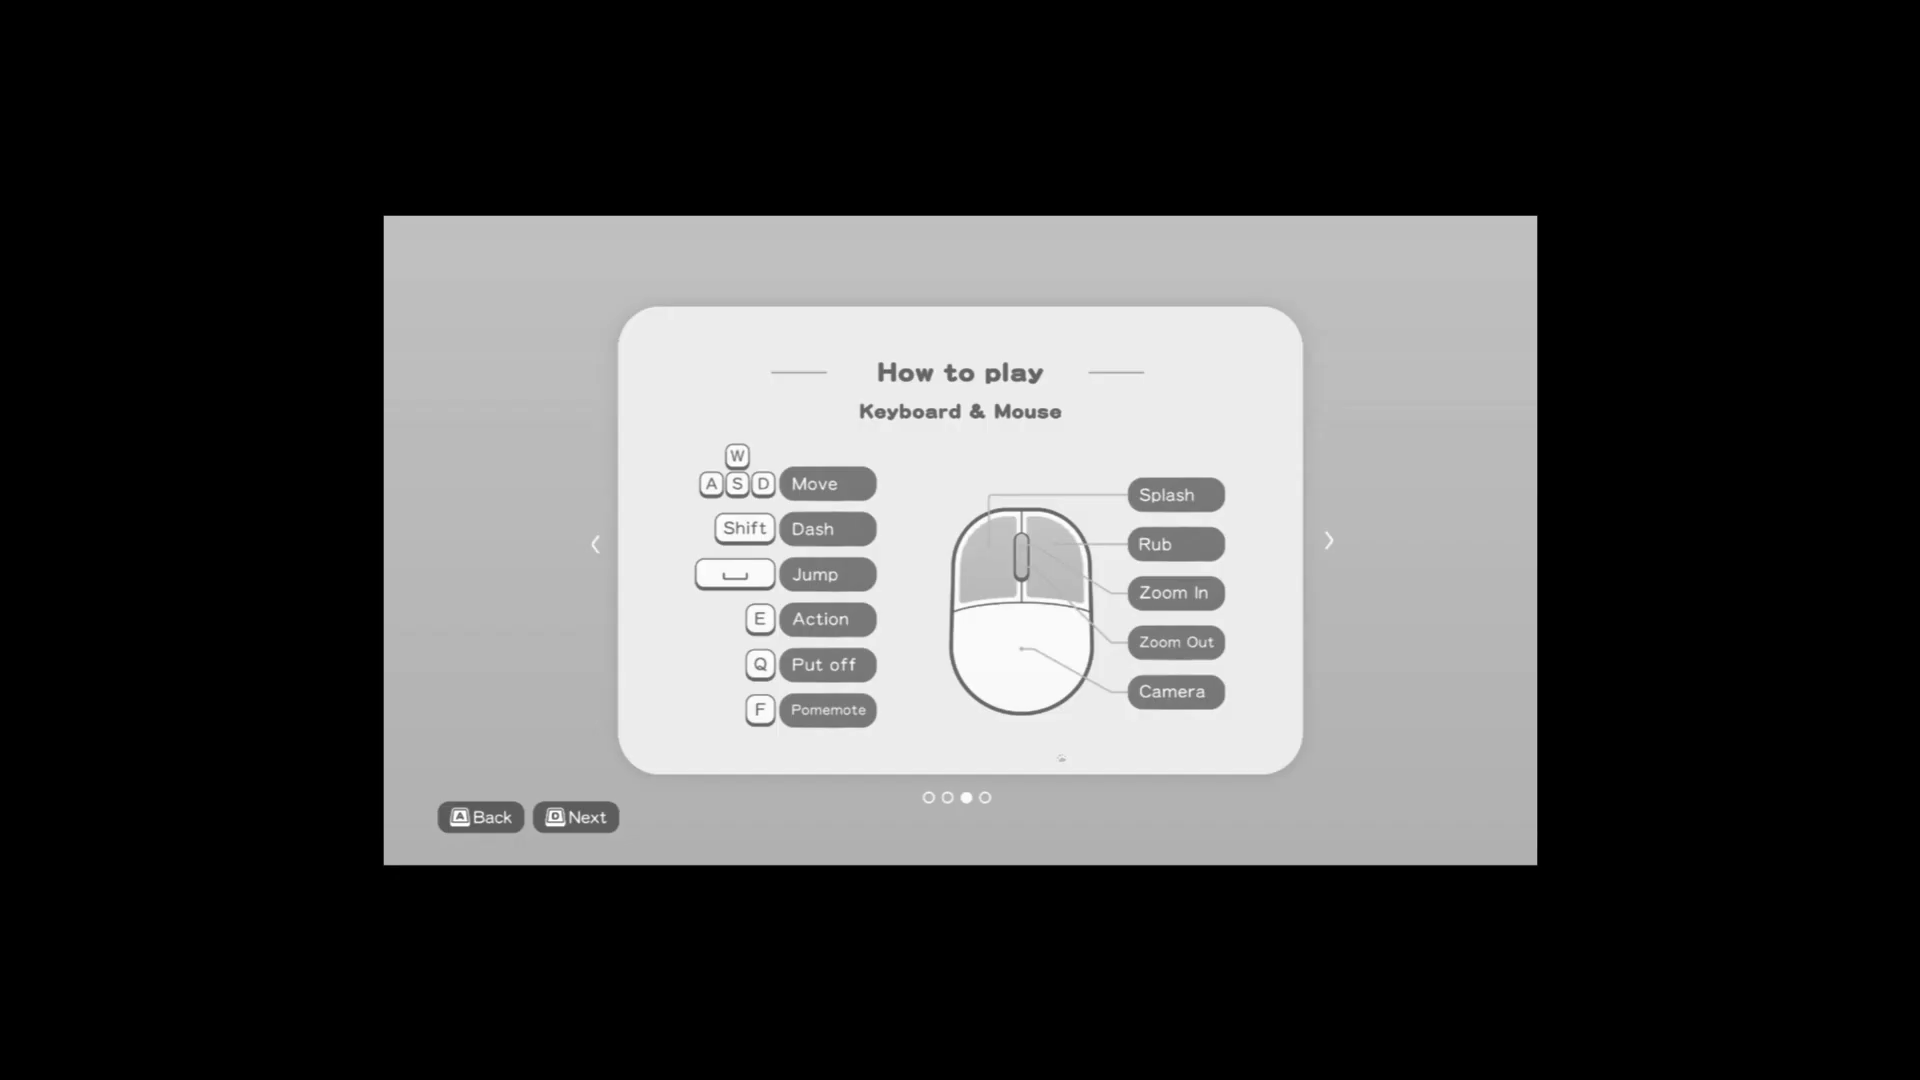 How to play
Keyboard & Mouse
W
A S D Move
Shift Dash
Jump
E Action
Q Put off
F Pomemote
Splash
Rub
Zoom In
Zoom Out
Camera
A Back D Next